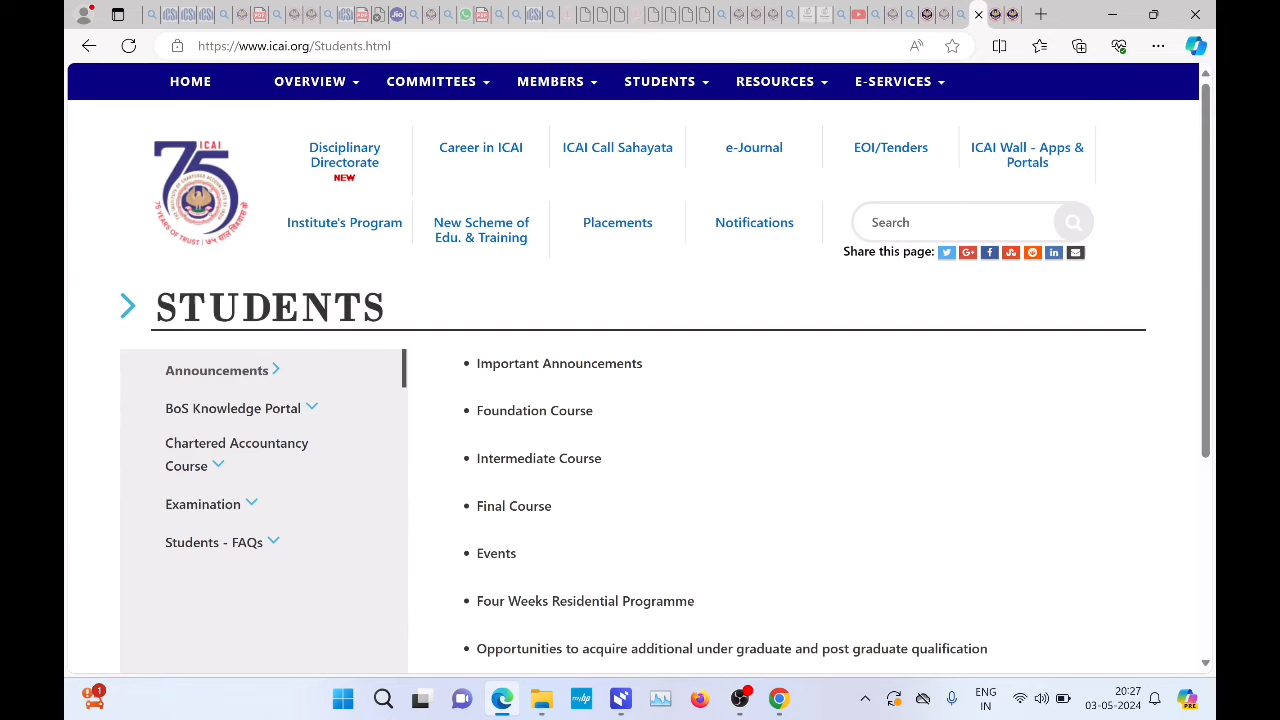 https://www.icai.org/Students.html
HOME OVERVIEW COMMITTEES MEMBERS STUDENTS RESOURCES E-SERVICES
Disciplinary Directorate
NEW
Career in ICAI
ICAI Call Sahayata
e-Journal
EOI/Tenders
ICAI Wall - Apps & Portals
ICAI
75
Institute's Program
New Scheme of Edu. & Training
Placements
Notifications
Search
Share this page:
STUDENTS
Announcements
BoS Knowledge Portal
Chartered Accountancy
Course
Examination
Students - FAQs
• Important Announcements
• Foundation Course
• Intermediate Course
• Final Course
• Events
• Four Weeks Residential Programme
• Opportunities to acquire additional under graduate and post graduate qualification
1
ENG
IN
20:27
03-05-2024
PRE